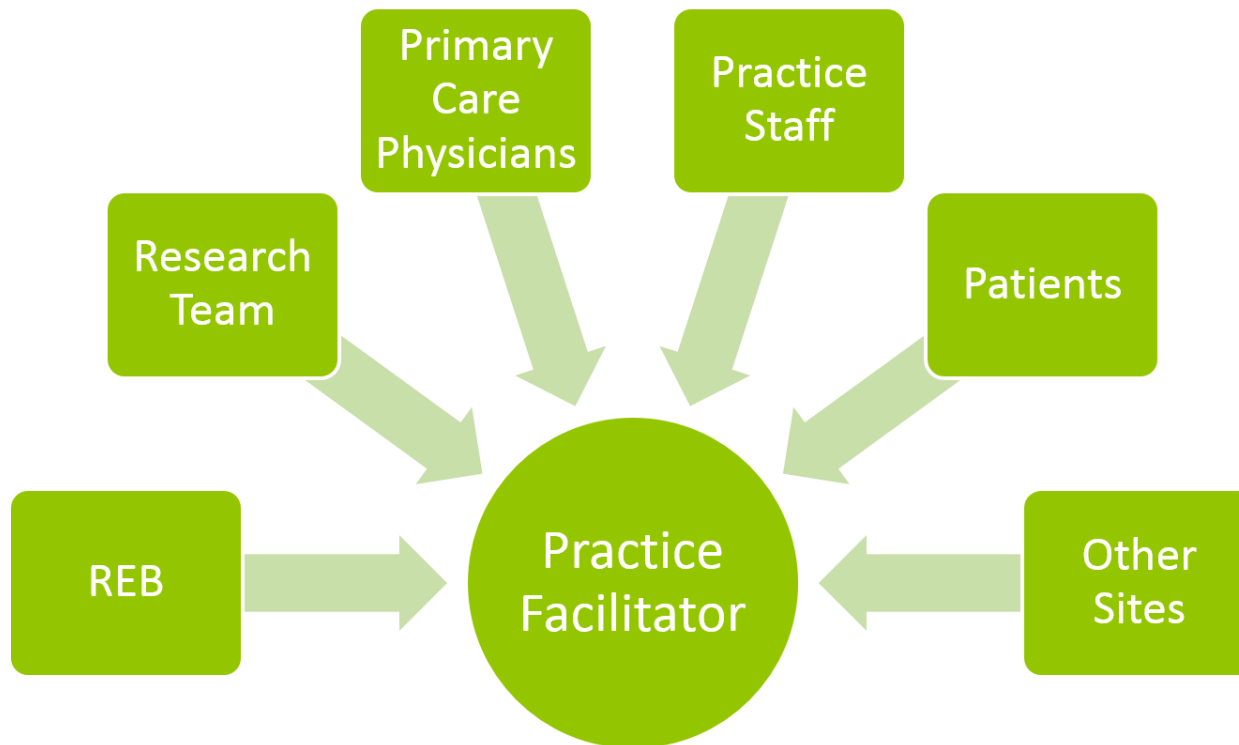 Primary
Care
Physicians
Practice
Staff
Research
Team
Patients
REB
Practice
Facilitator
Other
Sites